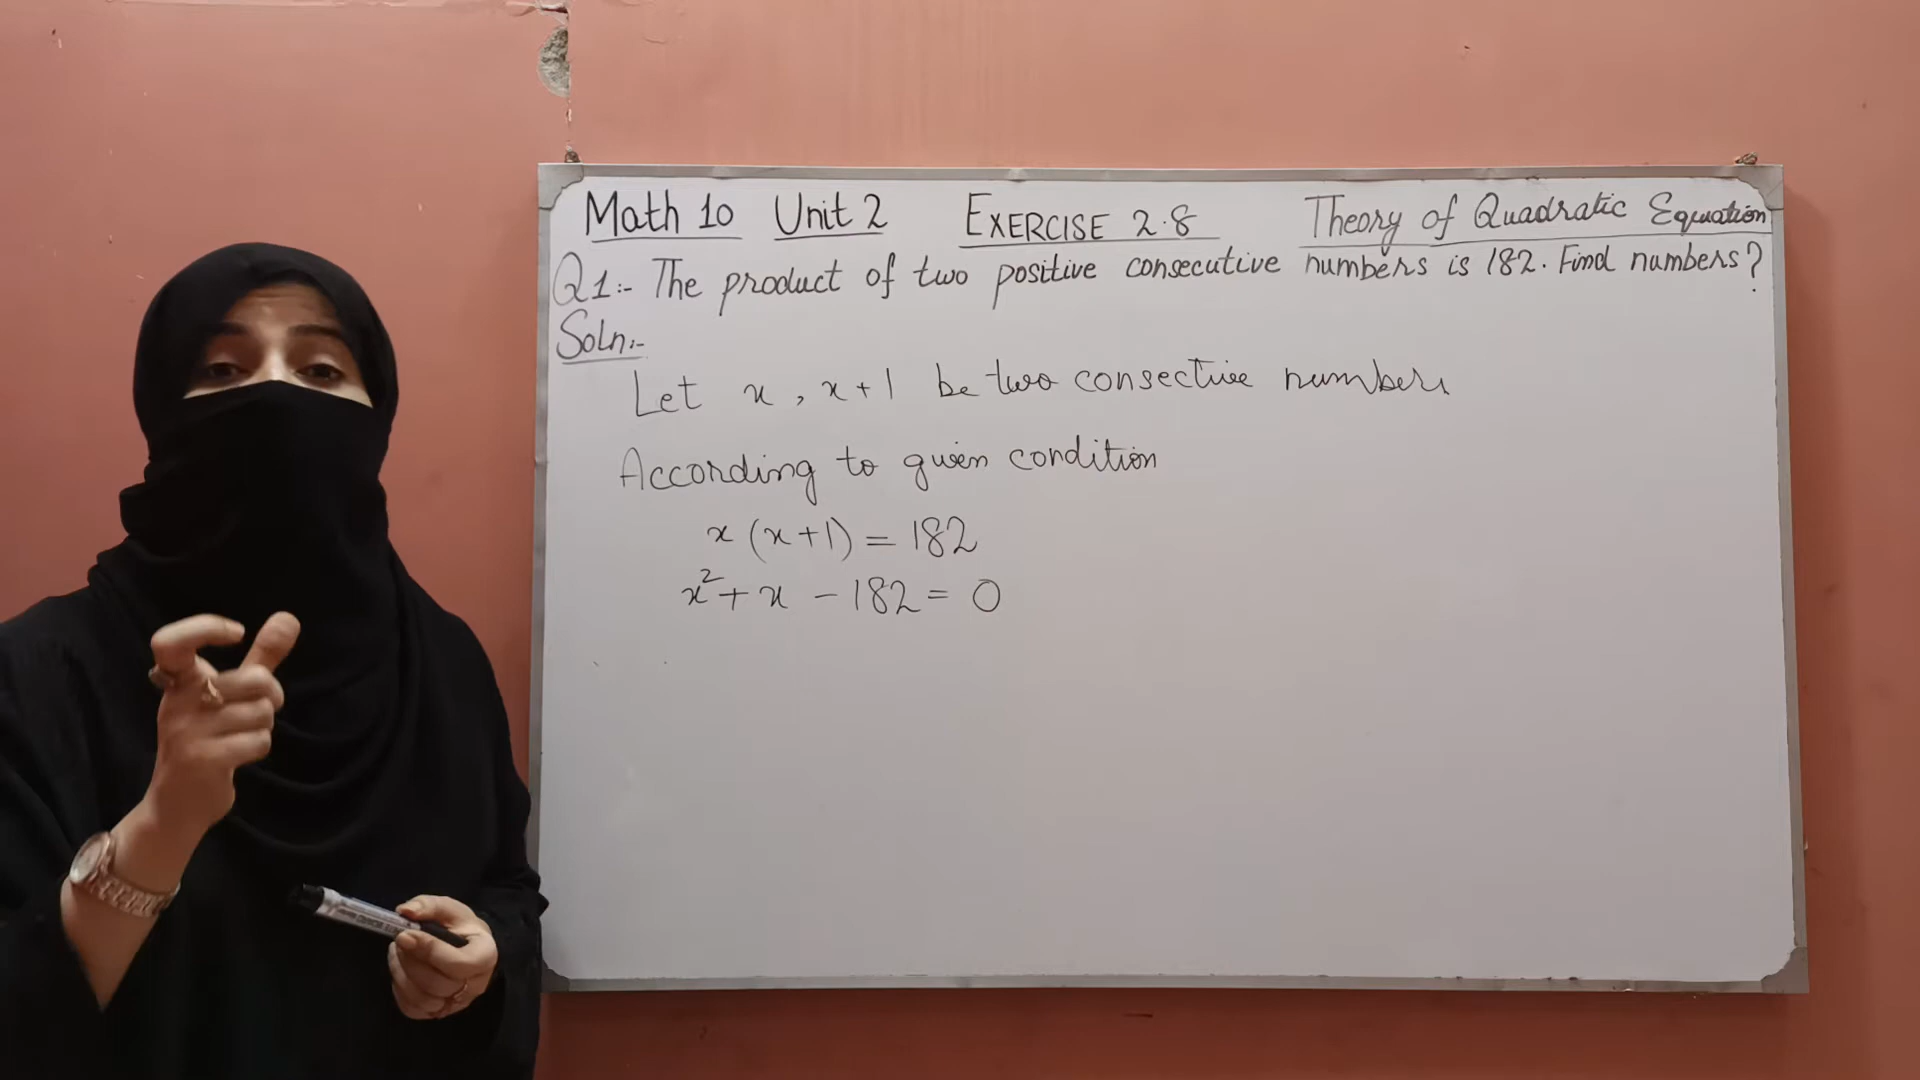 Math 10 Unit 2 EXERCISE 2.8 Theory of Quadratic Equation
Q1:- The product of two positive consecutive numbers is 182. Find numbers?
Soln:-
Let x, x+1 be two consective numbers
According to given condition
x(x+1) = 182
x² + x - 182 = 0